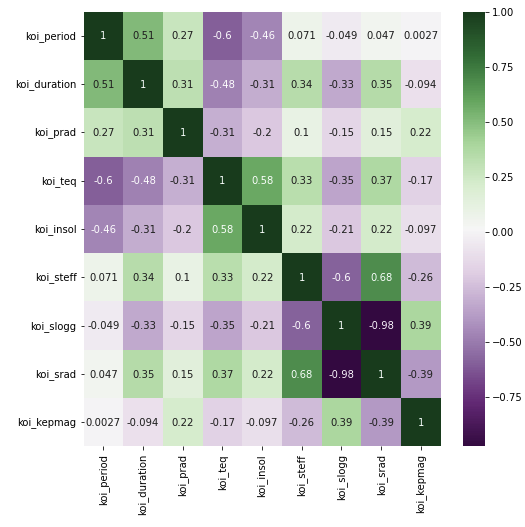 koi_period 1 0.51 0.27 -0.6 -0.46 0.071 -0.049 0.047 0.0027
koi_duration 0.51 1 0.31 -0.48 -0.31 0.34 -0.33 0.35 -0.094
koi_prad 0.27 0.31 1 -0.31 -0.2 0.1 -0.15 0.15 0.22
koi_teq -0.6 -0.48 -0.31 1 0.58 0.33 -0.35 0.37 -0.17
koi_insol -0.46 -0.31 -0.2 0.58 1 0.22 -0.21 0.22 -0.097
koi_steff 0.071 0.34 0.1 0.33 0.22 1 -0.6 0.68 -0.26
koi_slogg -0.049 -0.33 -0.15 -0.35 -0.21 -0.6 1 -0.98 0.39
koi_srad 0.047 0.35 0.15 0.37 0.22 0.68 -0.98 1 -0.39
koi_kepmag 0.0027 -0.094 0.22 -0.17 -0.097 -0.26 0.39 -0.39 1
koi_period koi_duration koi_prad koi_teq koi_insol koi_steff koi_slogg koi_srad koi_kepmag
1.00
0.75
0.50
0.25
0.00
−0.25
−0.50
−0.75